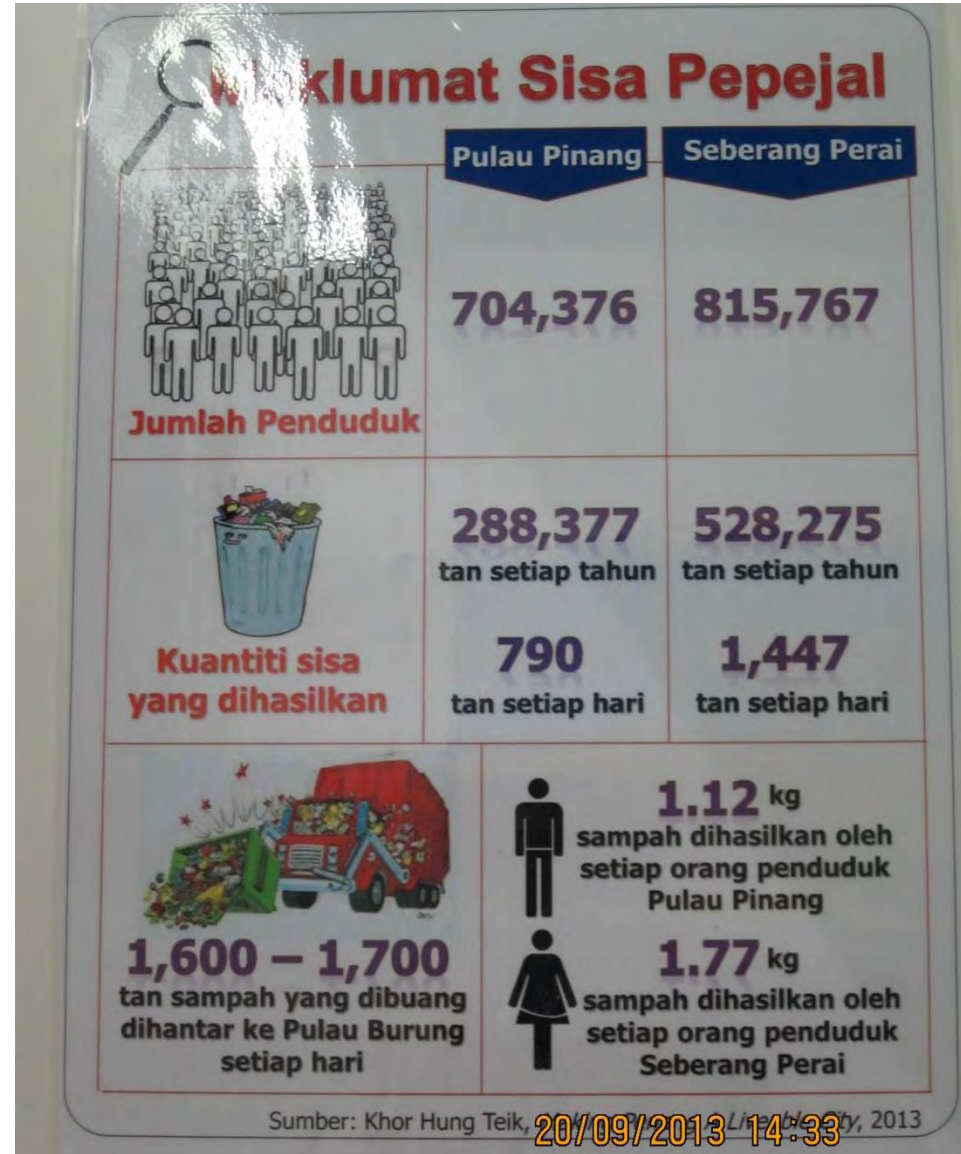 Maklumat Sisa Pepejal
Pulau Pinang
Seberang Perai
704,376
815,767
Jumlah Penduduk
288,377
tan setiap tahun
528,275
tan setiap tahun
790
tan setiap hari
1,447
tan setiap hari
Kuantiti sisa
yang dihasilkan
1,600 – 1,700
tan sampah yang dibuang
dihantar ke Pulau Burung
setiap hari
1.12 kg
sampah dihasilkan oleh
setiap orang penduduk
Pulau Pinang
1.77 kg
sampah dihasilkan oleh
setiap orang penduduk
Seberang Perai
Sumber: Khor Hung Teik, 2013
20/09/2013 14:33